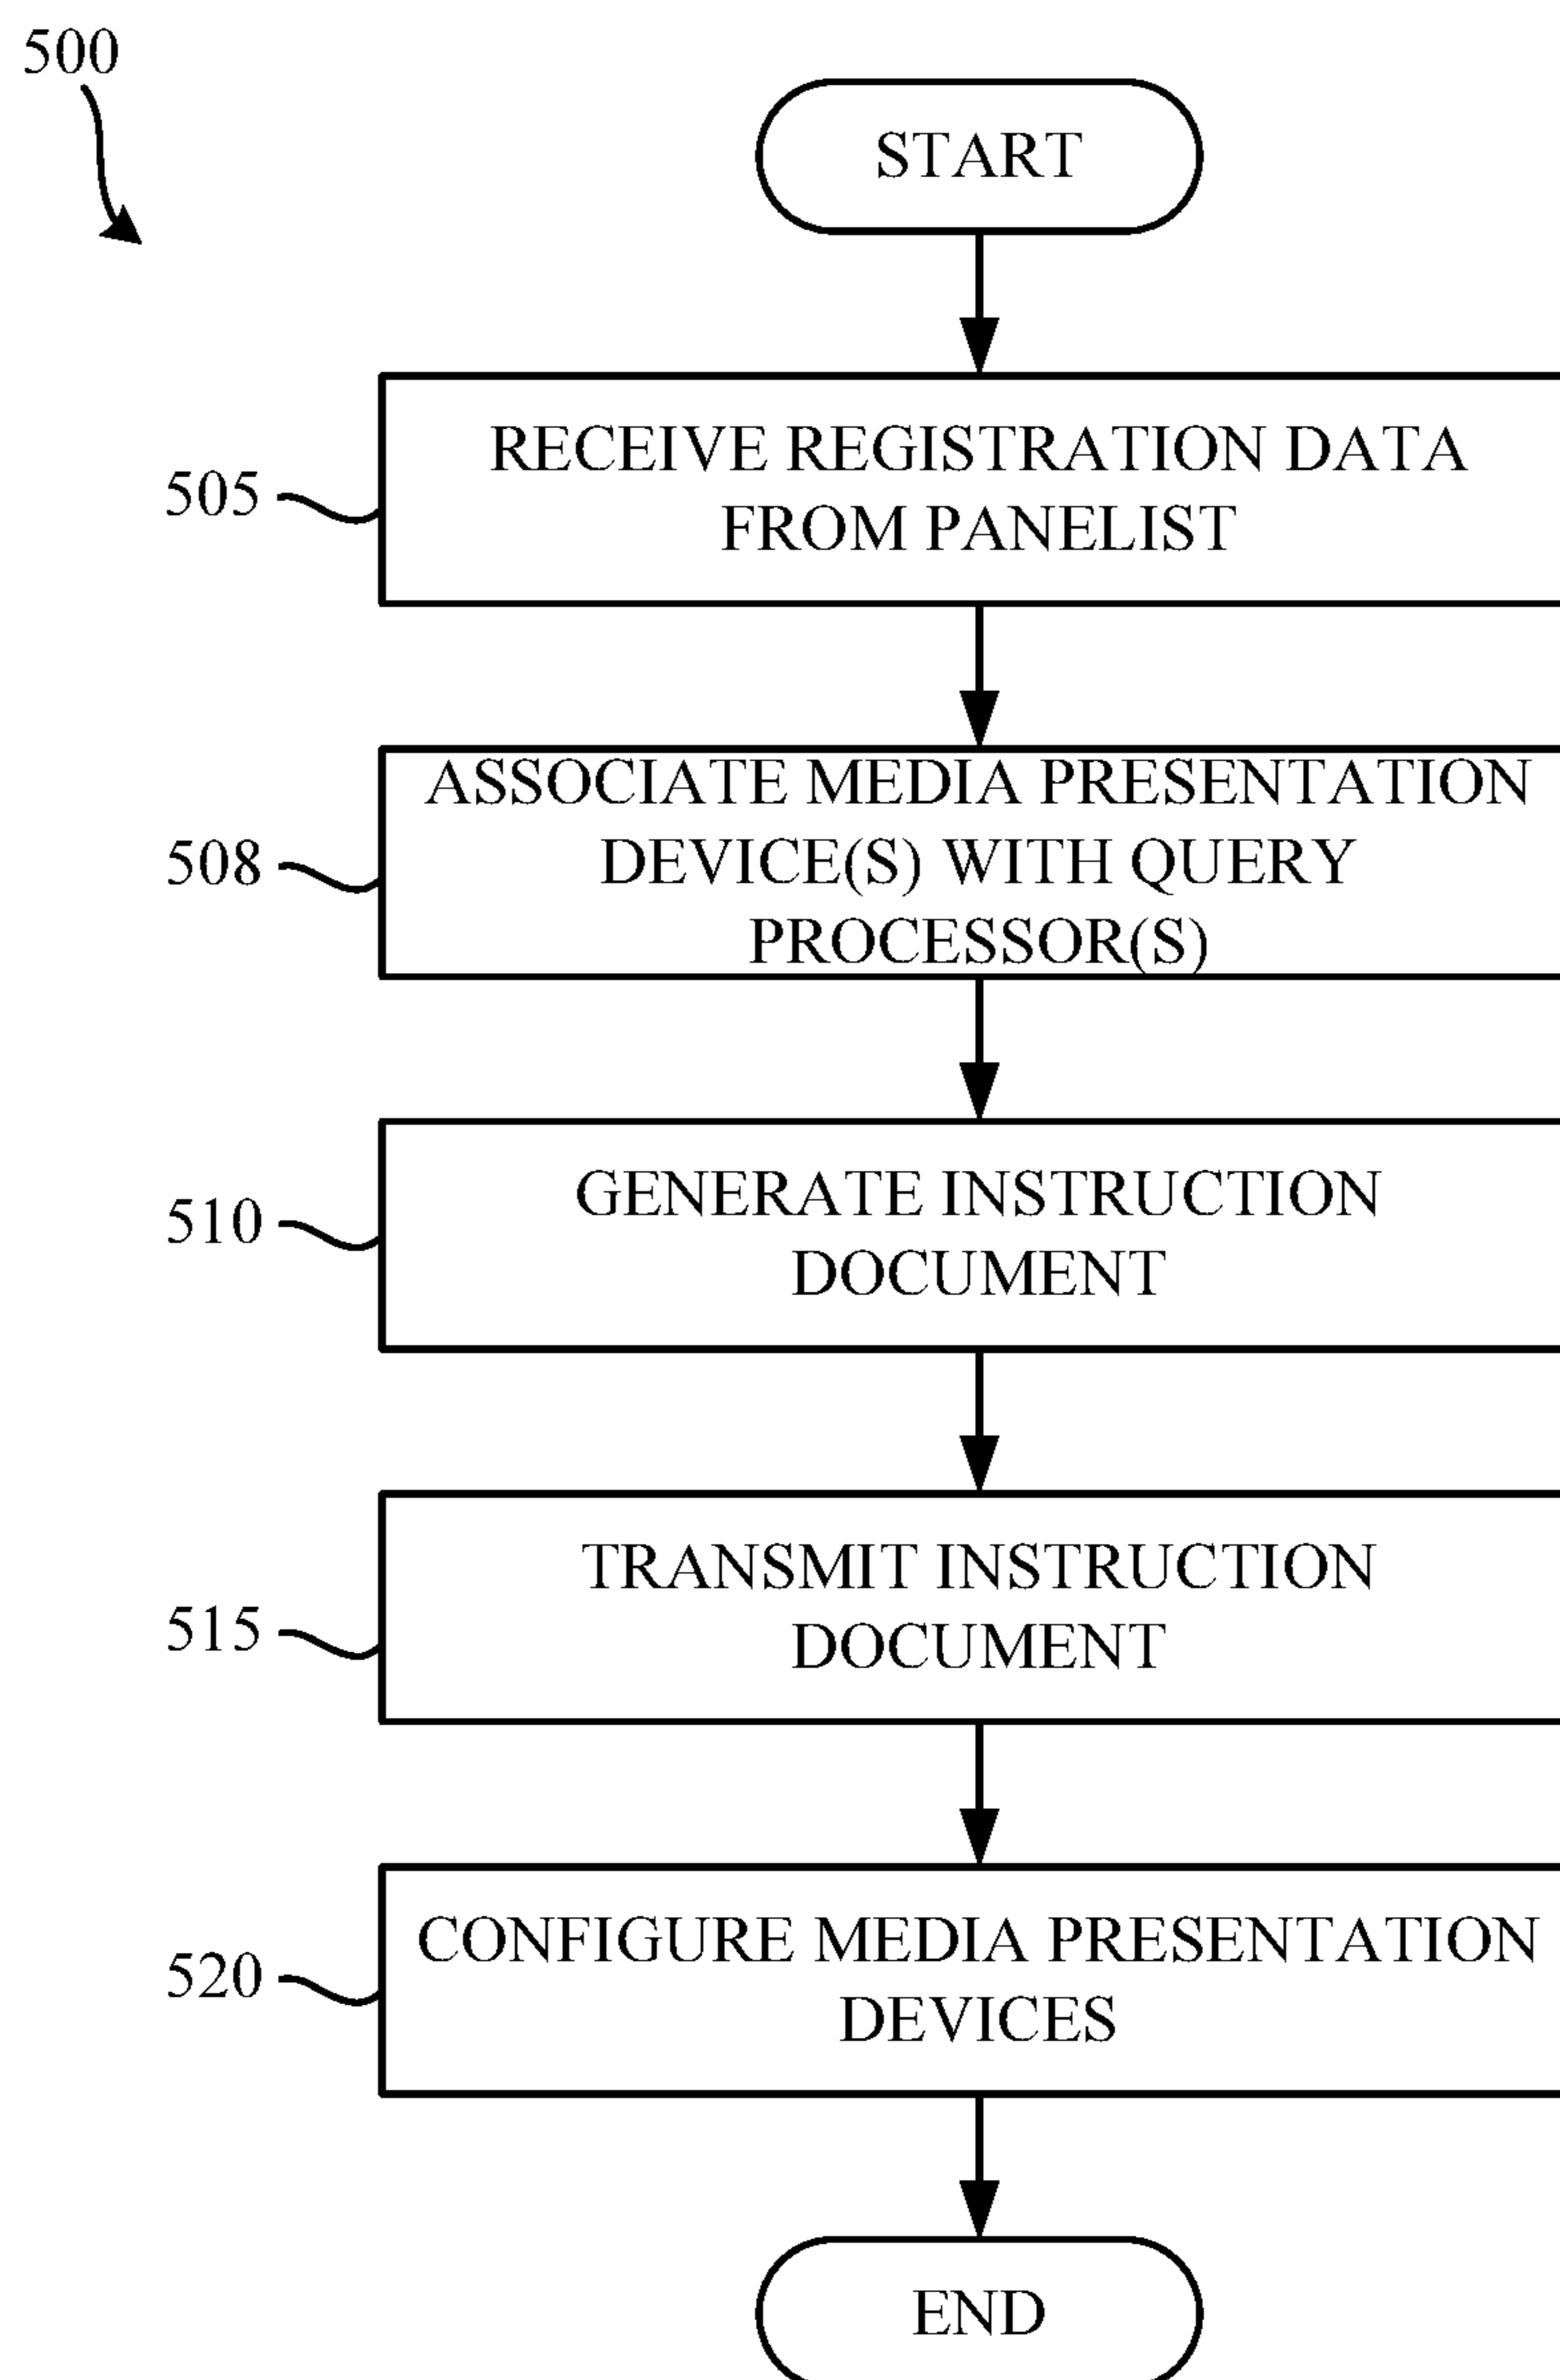 500
START
505
RECEIVE REGISTRATION DATA
FROM PANELIST
508
ASSOCIATE MEDIA PRESENTATION
DEVICE(S) WITH QUERY
PROCESSOR(S)
510
GENERATE INSTRUCTION
DOCUMENT
515
TRANSMIT INSTRUCTION
DOCUMENT
520
CONFIGURE MEDIA PRESENTATION
DEVICES
END